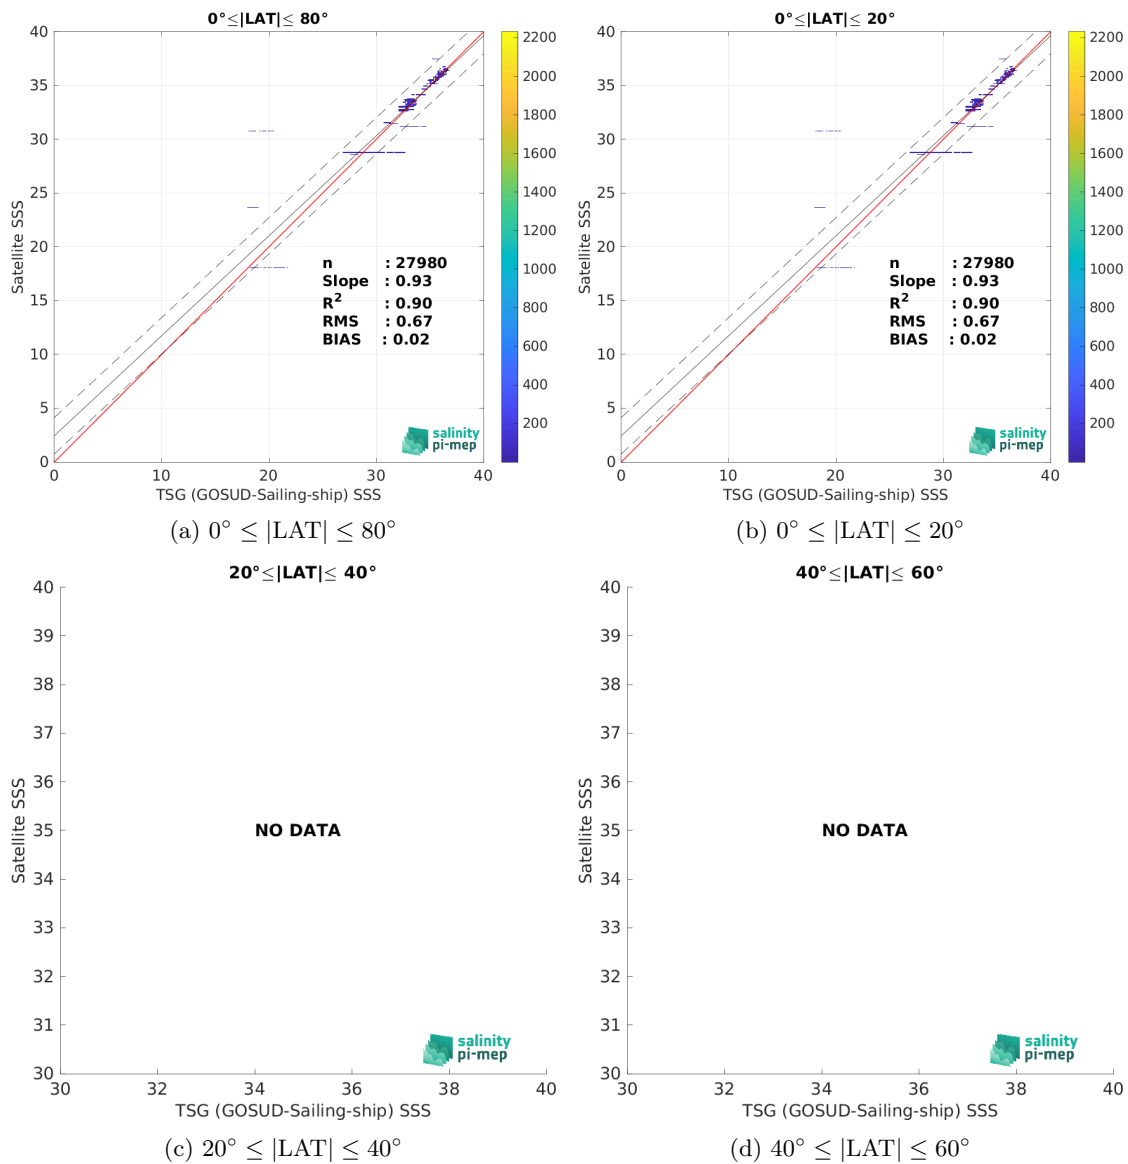 0°≤|LAT|≤ 80°
40
35
30
25
20
15
10
5
0
Satellite SSS
n : 27980
Slope : 0.93
R² : 0.90
RMS : 0.67
BIAS : 0.02
salinity
pi-mep
0 10 20 30 40
TSG (GOSUD-Sailing-ship) SSS
2200
2000
1800
1600
1400
1200
1000
800
600
400
200
(a) 0° ≤ |LAT| ≤ 80°
0°≤|LAT|≤ 20°
40
35
30
25
20
15
10
5
0
Satellite SSS
n : 27980
Slope : 0.93
R² : 0.90
RMS : 0.67
BIAS : 0.02
salinity
pi-mep
0 10 20 30 40
TSG (GOSUD-Sailing-ship) SSS
2200
2000
1800
1600
1400
1200
1000
800
600
400
200
(b) 0° ≤ |LAT| ≤ 20°
20°≤|LAT|≤ 40°
40
39
38
37
36
35
34
33
32
31
30
Satellite SSS
NO DATA
salinity
pi-mep
30 32 34 36 38 40
TSG (GOSUD-Sailing-ship) SSS
(c) 20° ≤ |LAT| ≤ 40°
40°≤|LAT|≤ 60°
40
39
38
37
36
35
34
33
32
31
30
Satellite SSS
NO DATA
salinity
pi-mep
30 32 34 36 38 40
TSG (GOSUD-Sailing-ship) SSS
(d) 40° ≤ |LAT| ≤ 60°